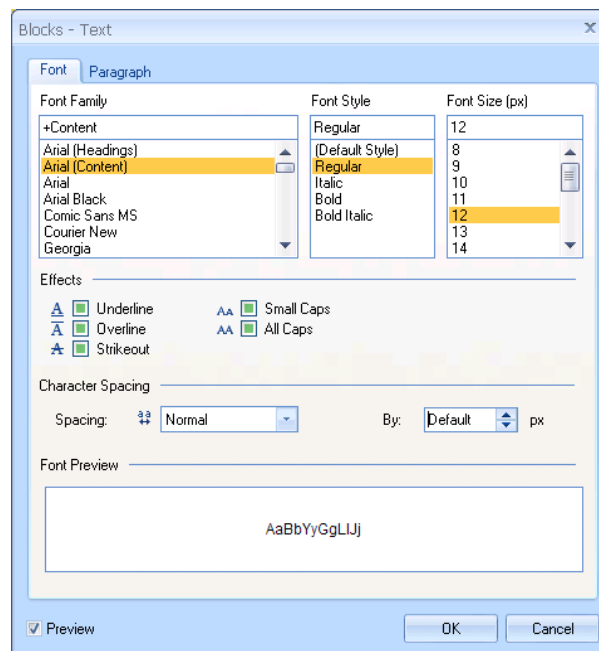 Blocks - Text
x
Font Paragraph
Font Family Font Style Font Size (px)
+Content Regular 12
Arial (Headings) (Default Style) 8
Arial (Content) Regular 9
Arial Italic 10
Arial Black Bold 11
Comic Sans MS Bold Italic 12
Courier New 13
Georgia 14
Effects
A Underline AA Small Caps
A Overline AA All Caps
A Strikeout
Character Spacing
Spacing: aa Normal By: Default px
Font Preview
AaBbYyGgLlJj
Preview OK Cancel